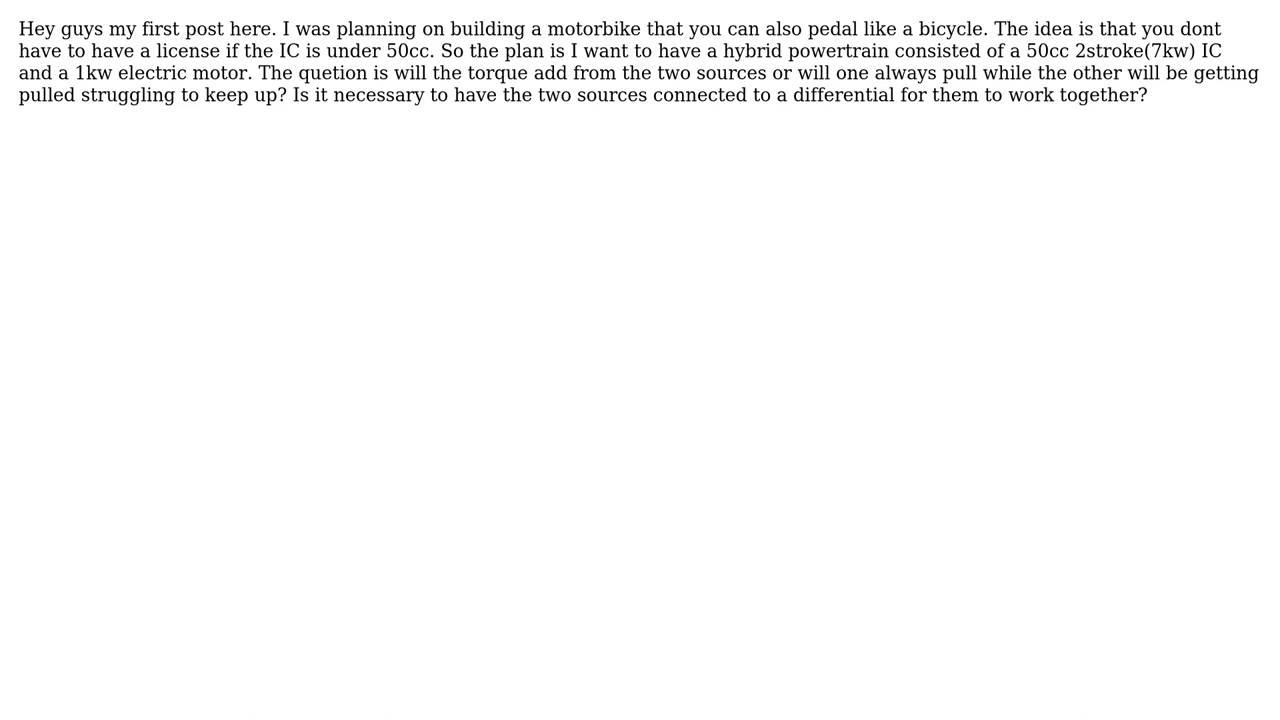 Hey guys my first post here. I was planning on building a motorbike that you can also pedal like a bicycle. The idea is that you dont
have to have a license if the IC is under 50cc. So the plan is I want to have a hybrid powertrain consisted of a 50cc 2stroke(7kw) IC
and a 1kw electric motor. The quetion is will the torque add from the two sources or will one always pull while the other will be getting
pulled struggling to keep up? Is it necessary to have the two sources connected to a differential for them to work together?